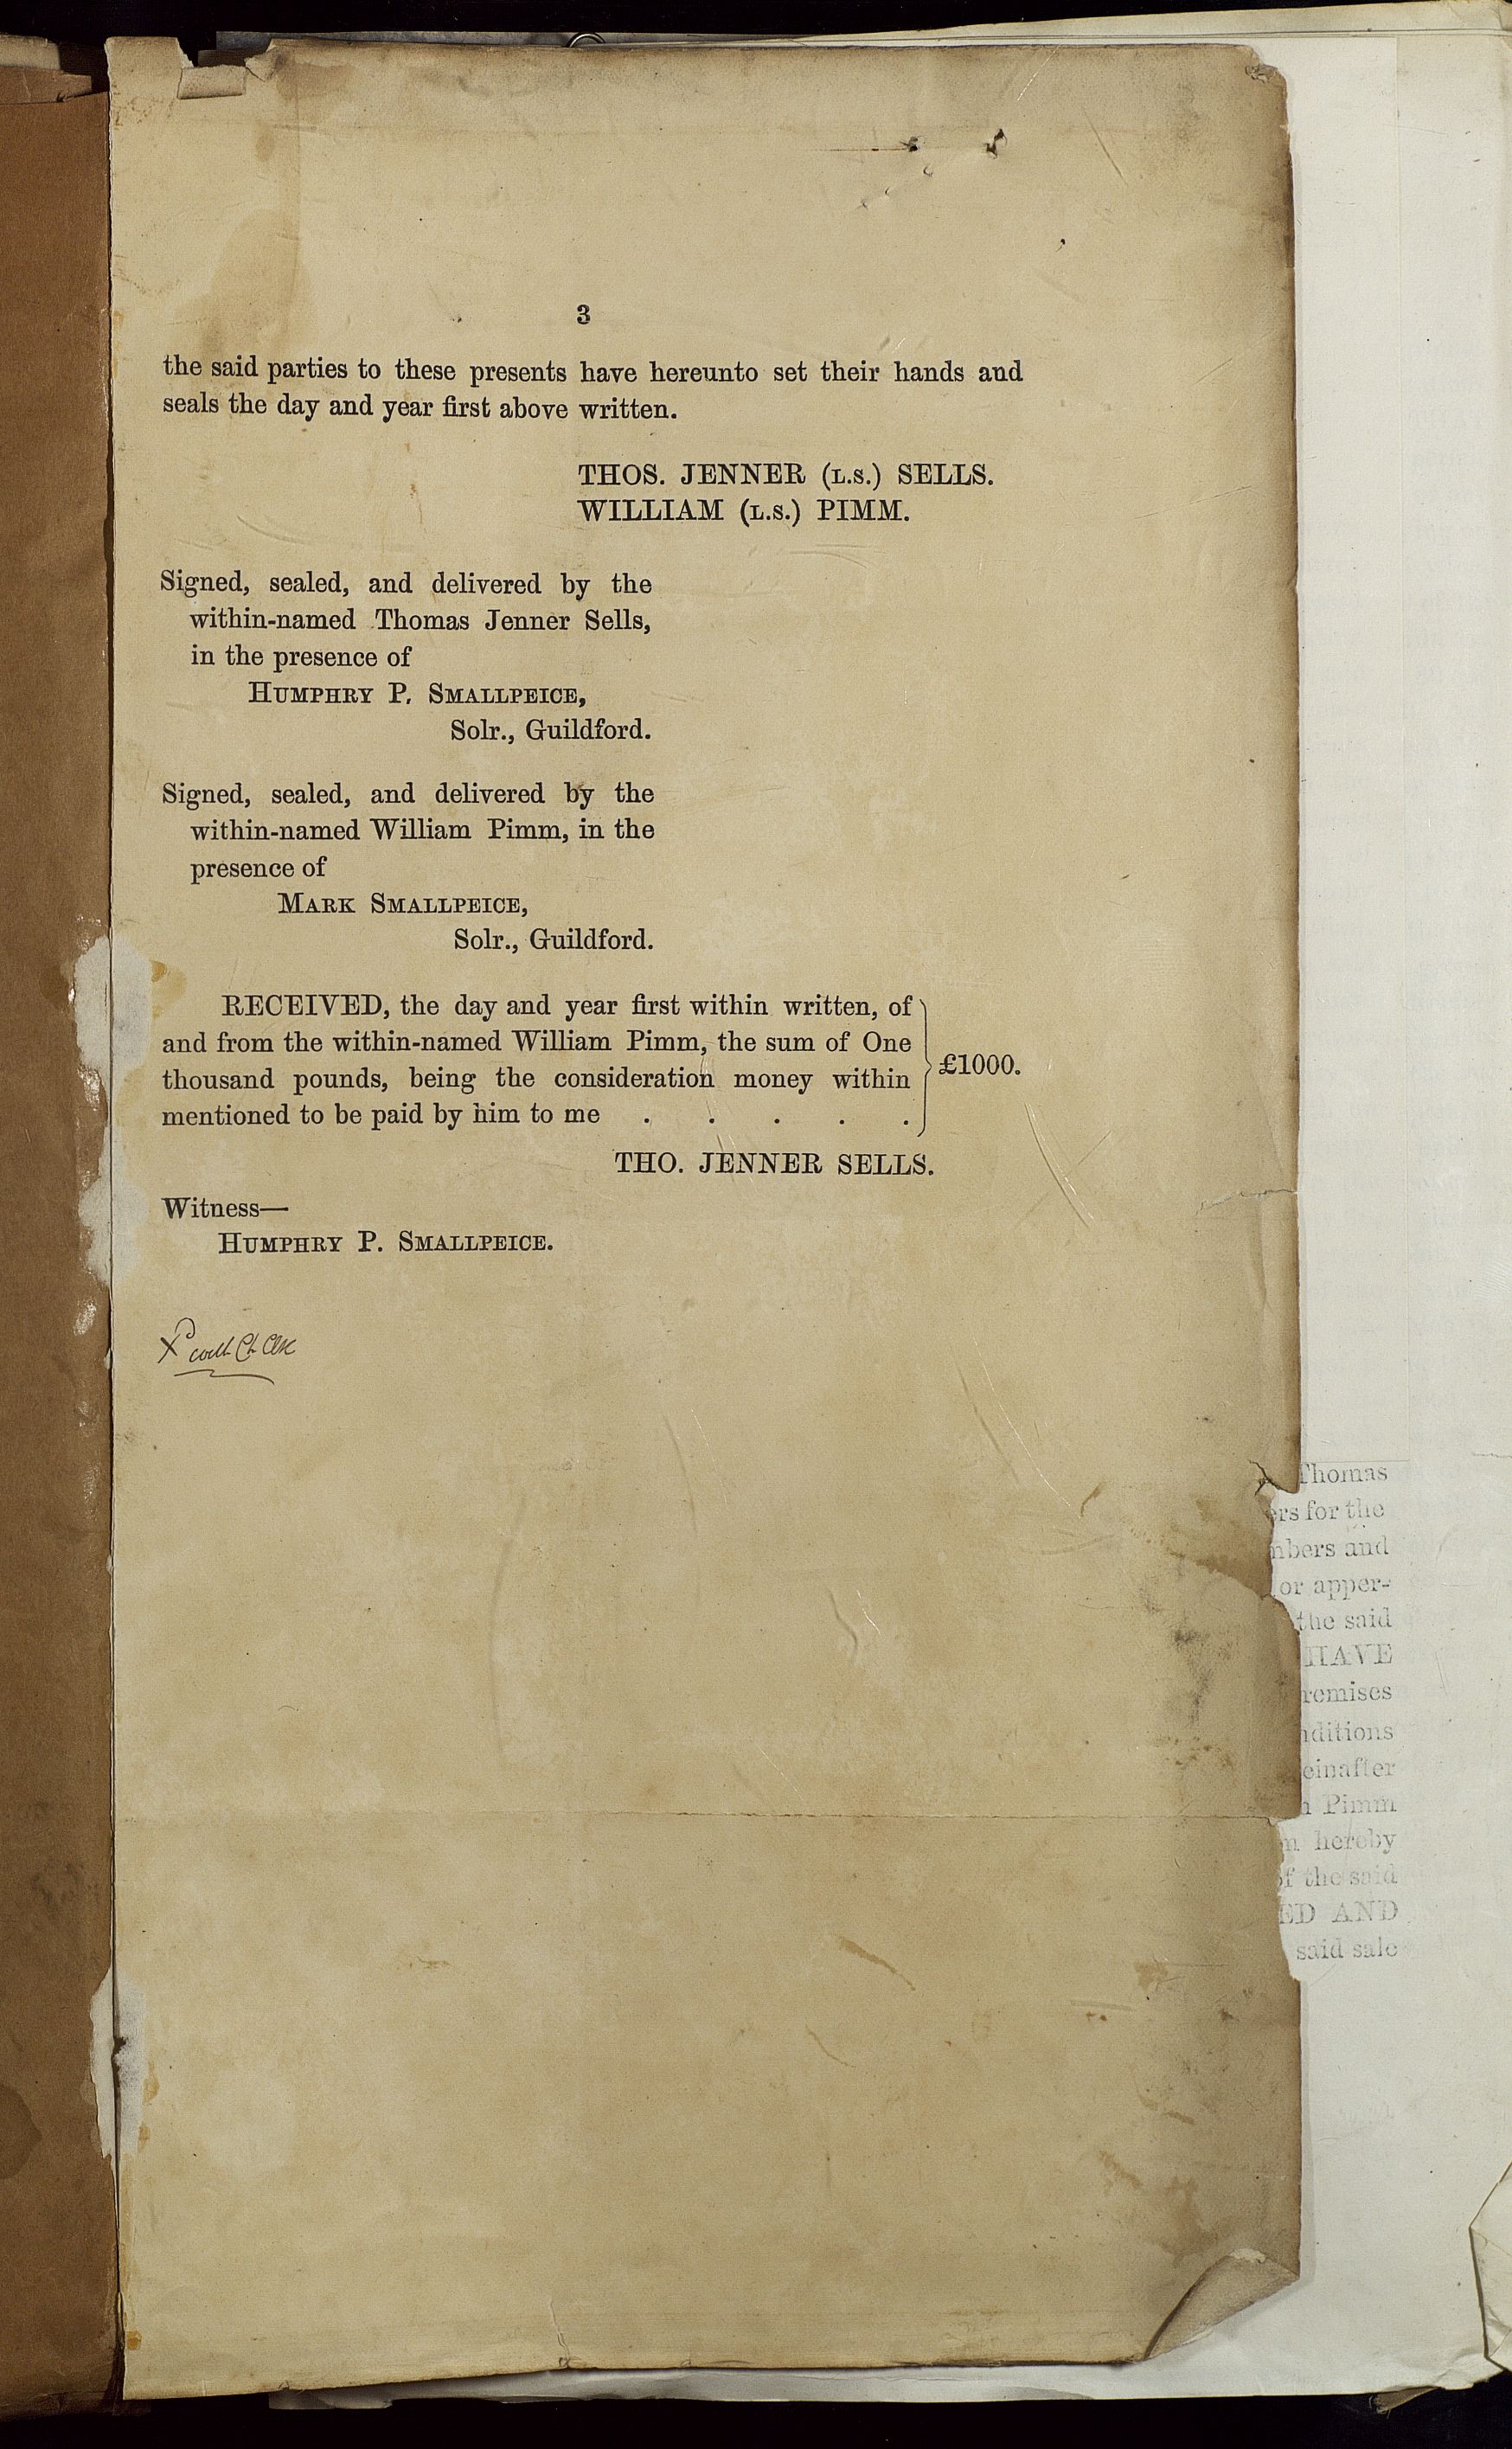 3
the said parties to these presents have hereunto set their hands and
seals the day and year first above written.
THOS. JENNER (L.S.) SELLS.
WILLIAM (L.S.) PIMM.
Signed, sealed, and delivered by the
within-named Thomas Jenner Sells,
in the presence of
HUMPHRY P. SMALLPEICE,
Solr., Guildford.
Signed, sealed, and delivered by the
within-named William Pimm, in the
presence of
MARK SMALLPEICE,
Solr., Guildford.
RECEIVED, the day and year first within written, of
and from the within-named William Pimm, the sum of One
thousand pounds, being the consideration money within
mentioned to be paid by him to me . . . . .
£1000.
THO. JENNER SELLS.
Witness—
HUMPHRY P. SMALLPEICE.
Thomas
ers for the
mbers and
or apper-
the said
HAVE
remises
nditions
einafter
Pimm
hereby
of the said
ED AND
said sale